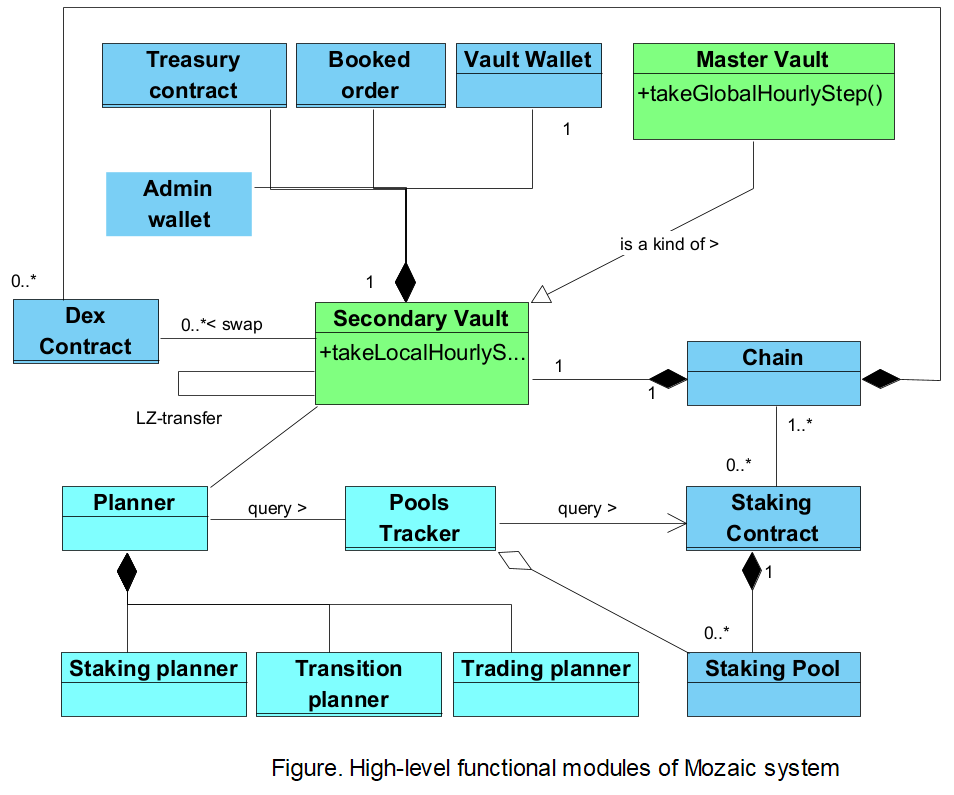 Treasury
contract
Booked
order
Vault Wallet
Master Vault
+takeGlobalHourlyStep()
1
Admin
wallet
is a kind of >
0..*
1
Dex
Contract
0..*< swap
Secondary Vault
+takeLocalHourlyS...
Chain
1
1
LZ-transfer
1..*
0..*
Planner
query >
Pools
Tracker
query >
Staking
Contract
1
0..*
Staking planner
Transition
planner
Trading planner
Staking Pool
Figure. High-level functional modules of Mozaic system